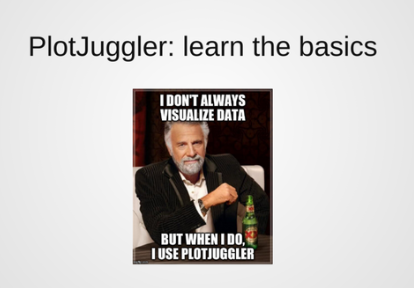 PlotJuggler: learn the basics
I DON'T ALWAYS
VISUALIZE DATA
BUT WHEN I DO,
I USE PLOTJUGGLER